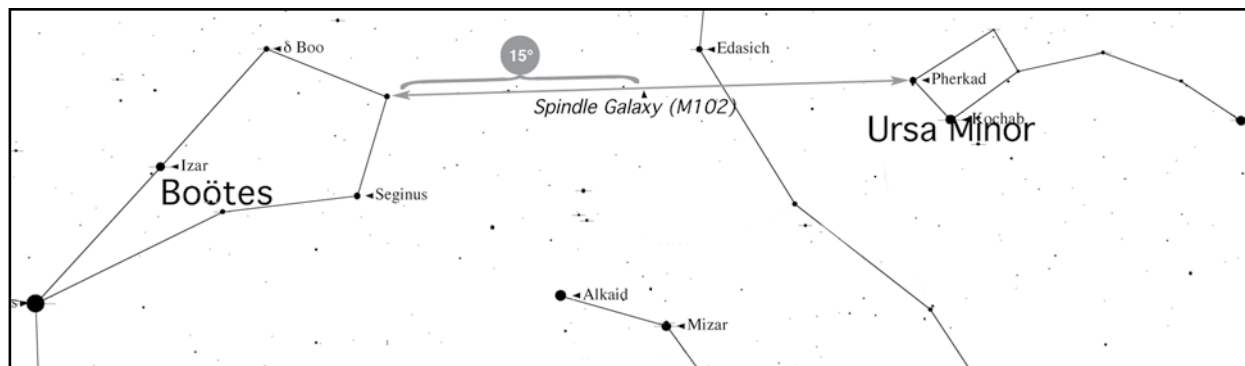 δ Boo
15°
Edasich
Pherkad
Spindle Galaxy (M102)
Kochab
Ursa Minor
Izar
Boötes
Seginus
s
Alkaid
Mizar